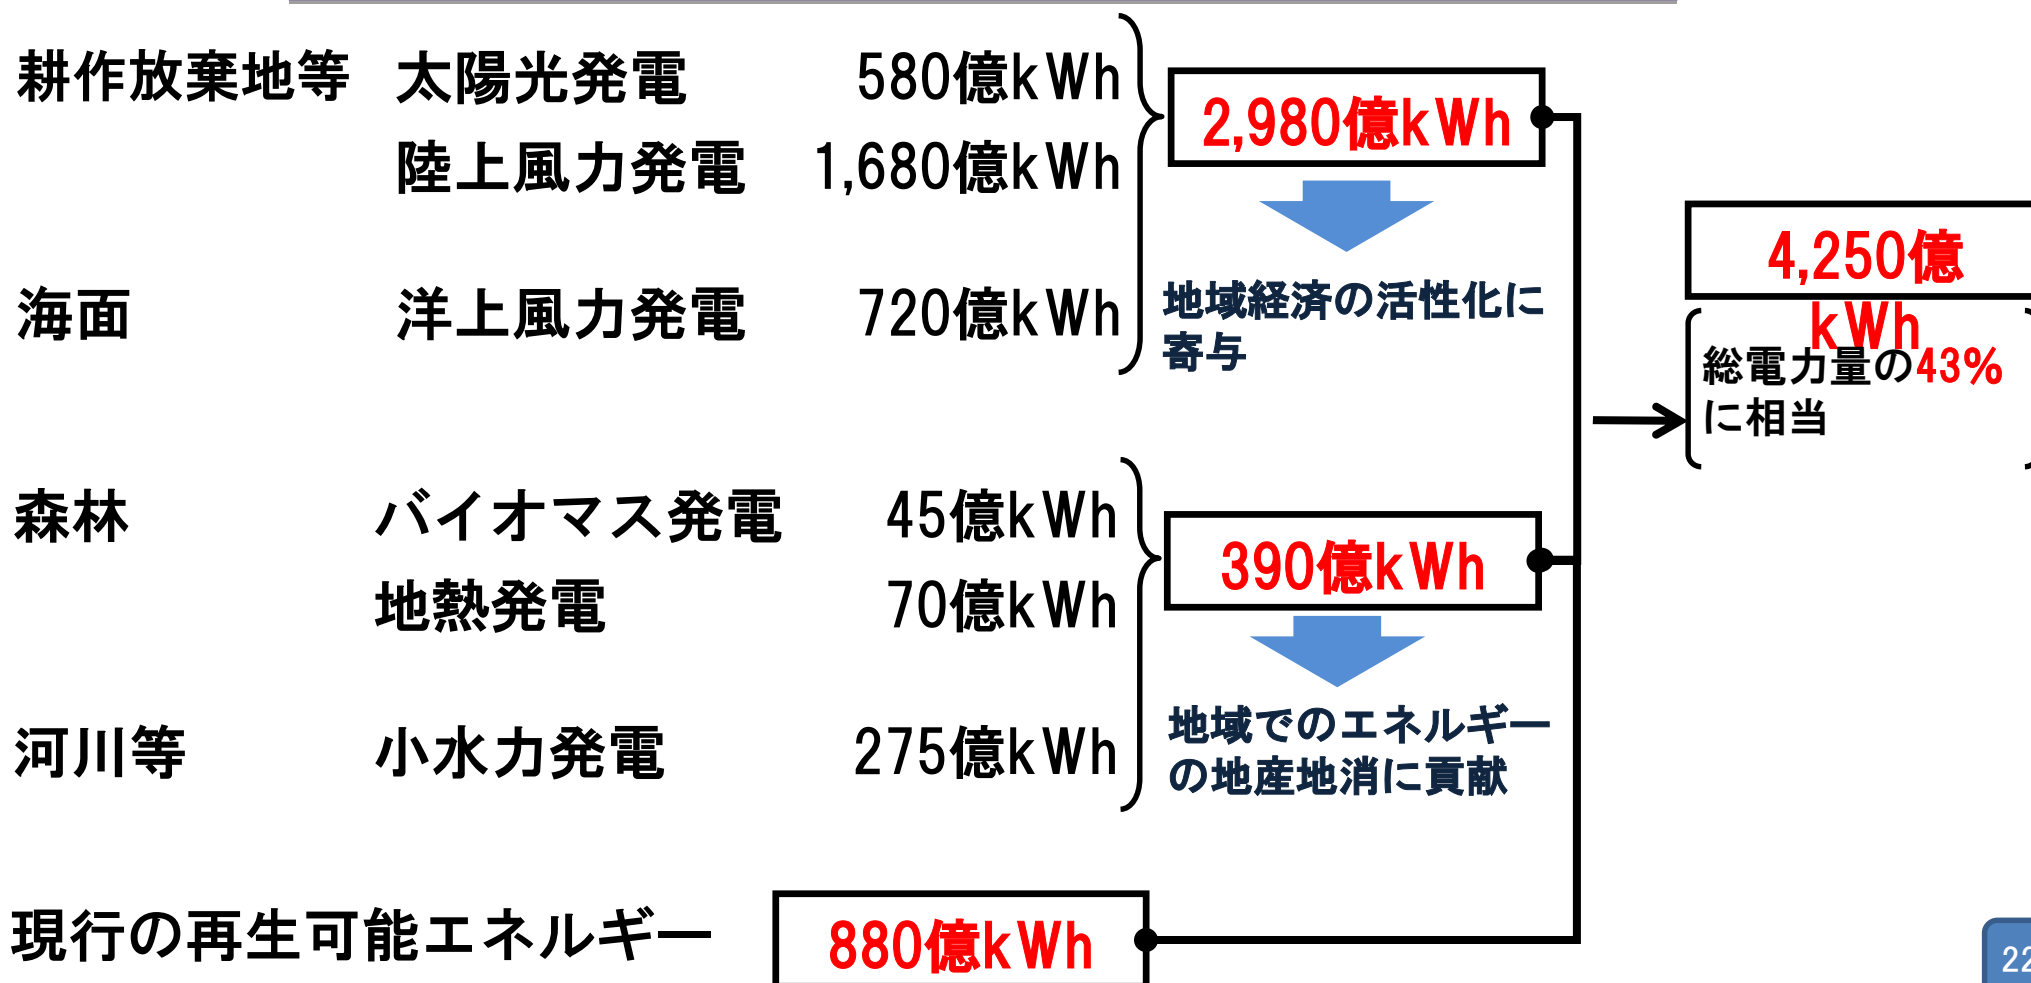 耕作放棄地等 太陽光発電 580億kWh
陸上風力発電 1,680億kWh
海面 洋上風力発電 720億kWh
2,980億kWh
地域経済の活性化に
寄与
森林 バイオマス発電 45億kWh
地熱発電 70億kWh
河川等 小水力発電 275億kWh
390億kWh
地域でのエネルギー
の地産地消に貢献
現行の再生可能エネルギー 880億kWh
4,250億
kWh
総電力量の43%
に相当
22